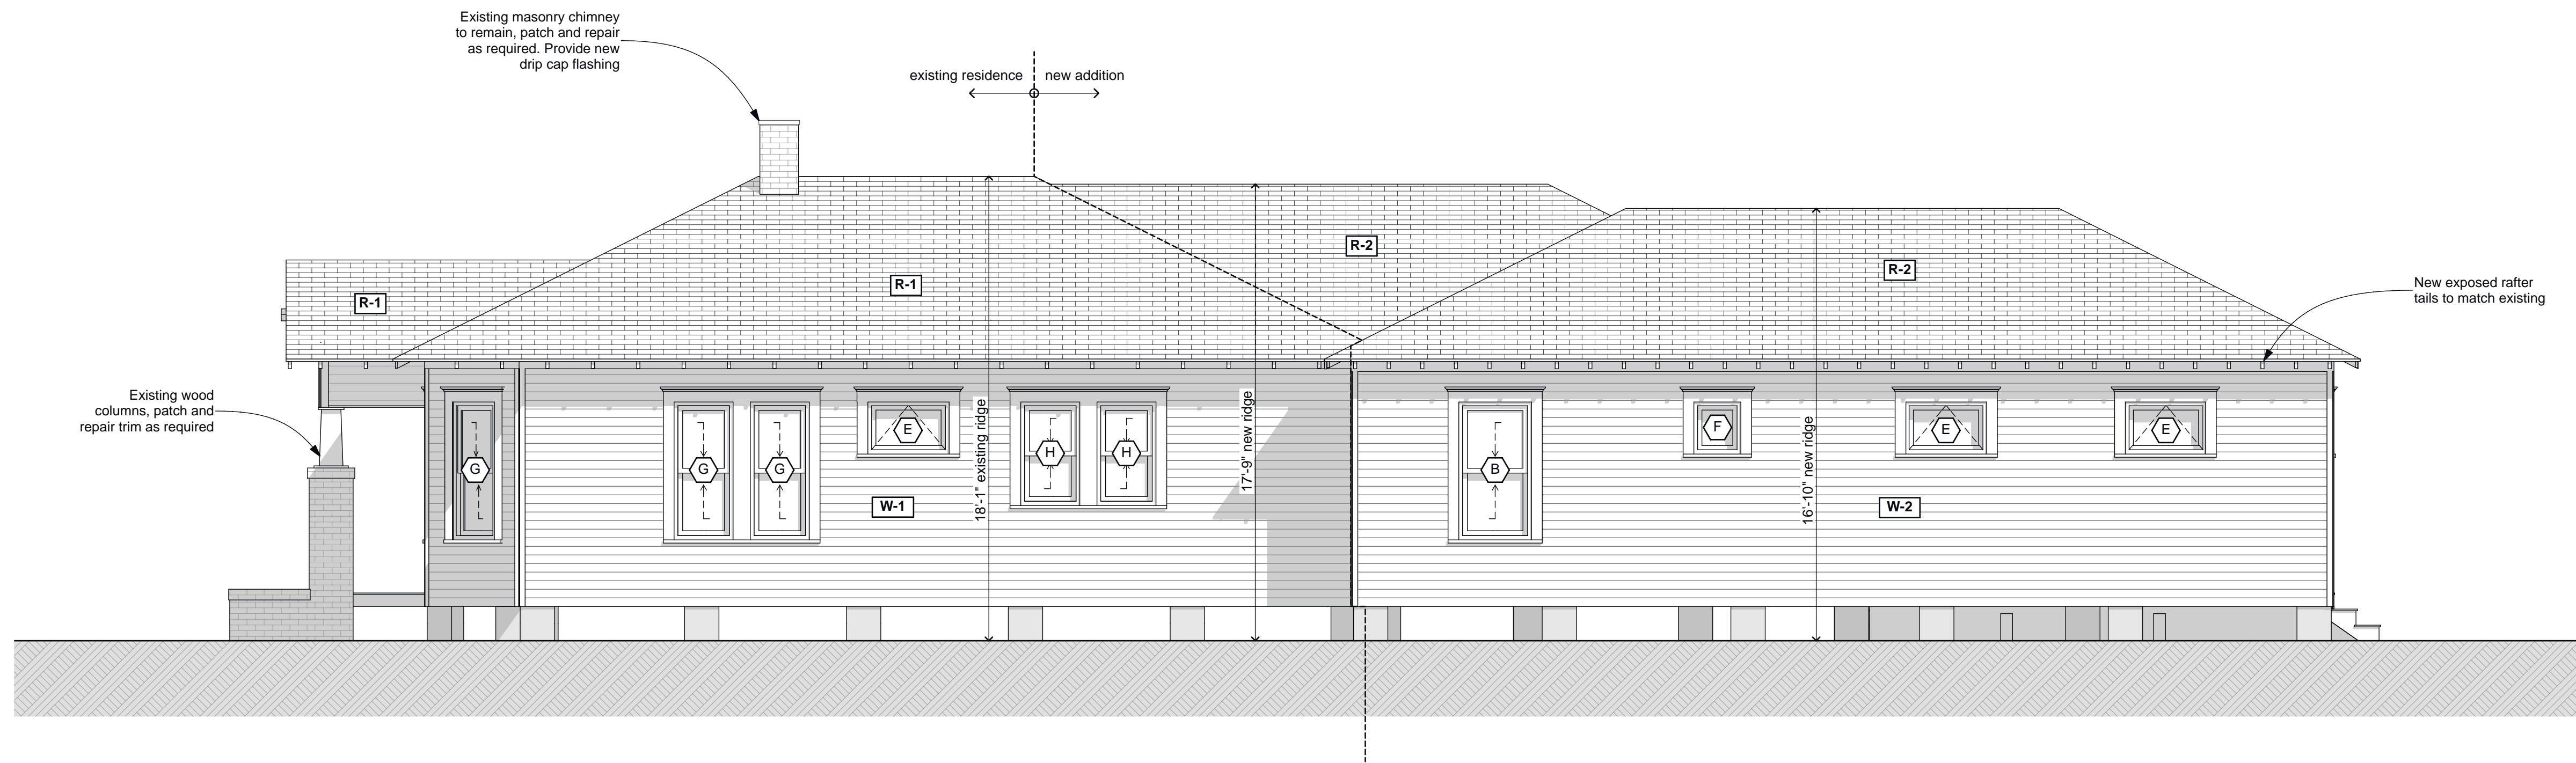 Existing masonry chimney
to remain, patch and repair
as required. Provide new
drip cap flashing
existing residence
new addition
R-2
R-2
R-1
R-1
New exposed rafter
tails to match existing
Existing wood
columns, patch and
repair trim as required
18'-1" existing ridge
17'-9" new ridge
16'-10" new ridge
G
G
G
E
H
H
B
F
E
E
W-1
W-2